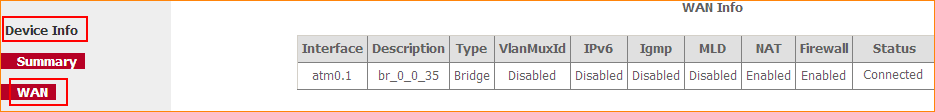 WAN Info
Device Info
Summary
WAN
Interface Description Type VlanMuxId IPv6 Igmp MLD NAT Firewall Status
atm0.1 br_0_0_35 Bridge Disabled Disabled Disabled Disabled Enabled Enabled Connected